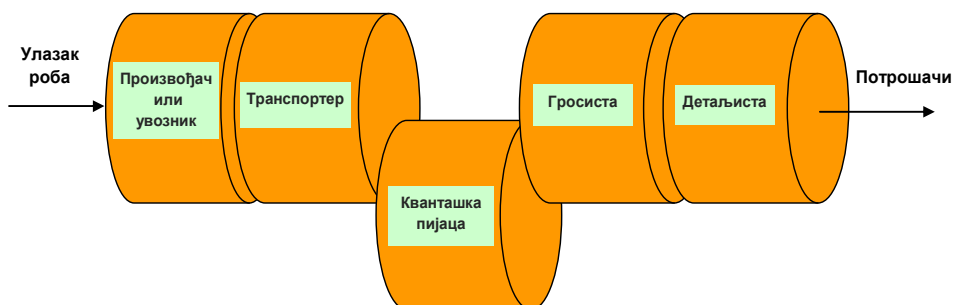 Улазак
роба
Произвођач
или
увозник
Транспортер
Кванташка
пијаца
Гросиста
Детаљиста
Потрошачи